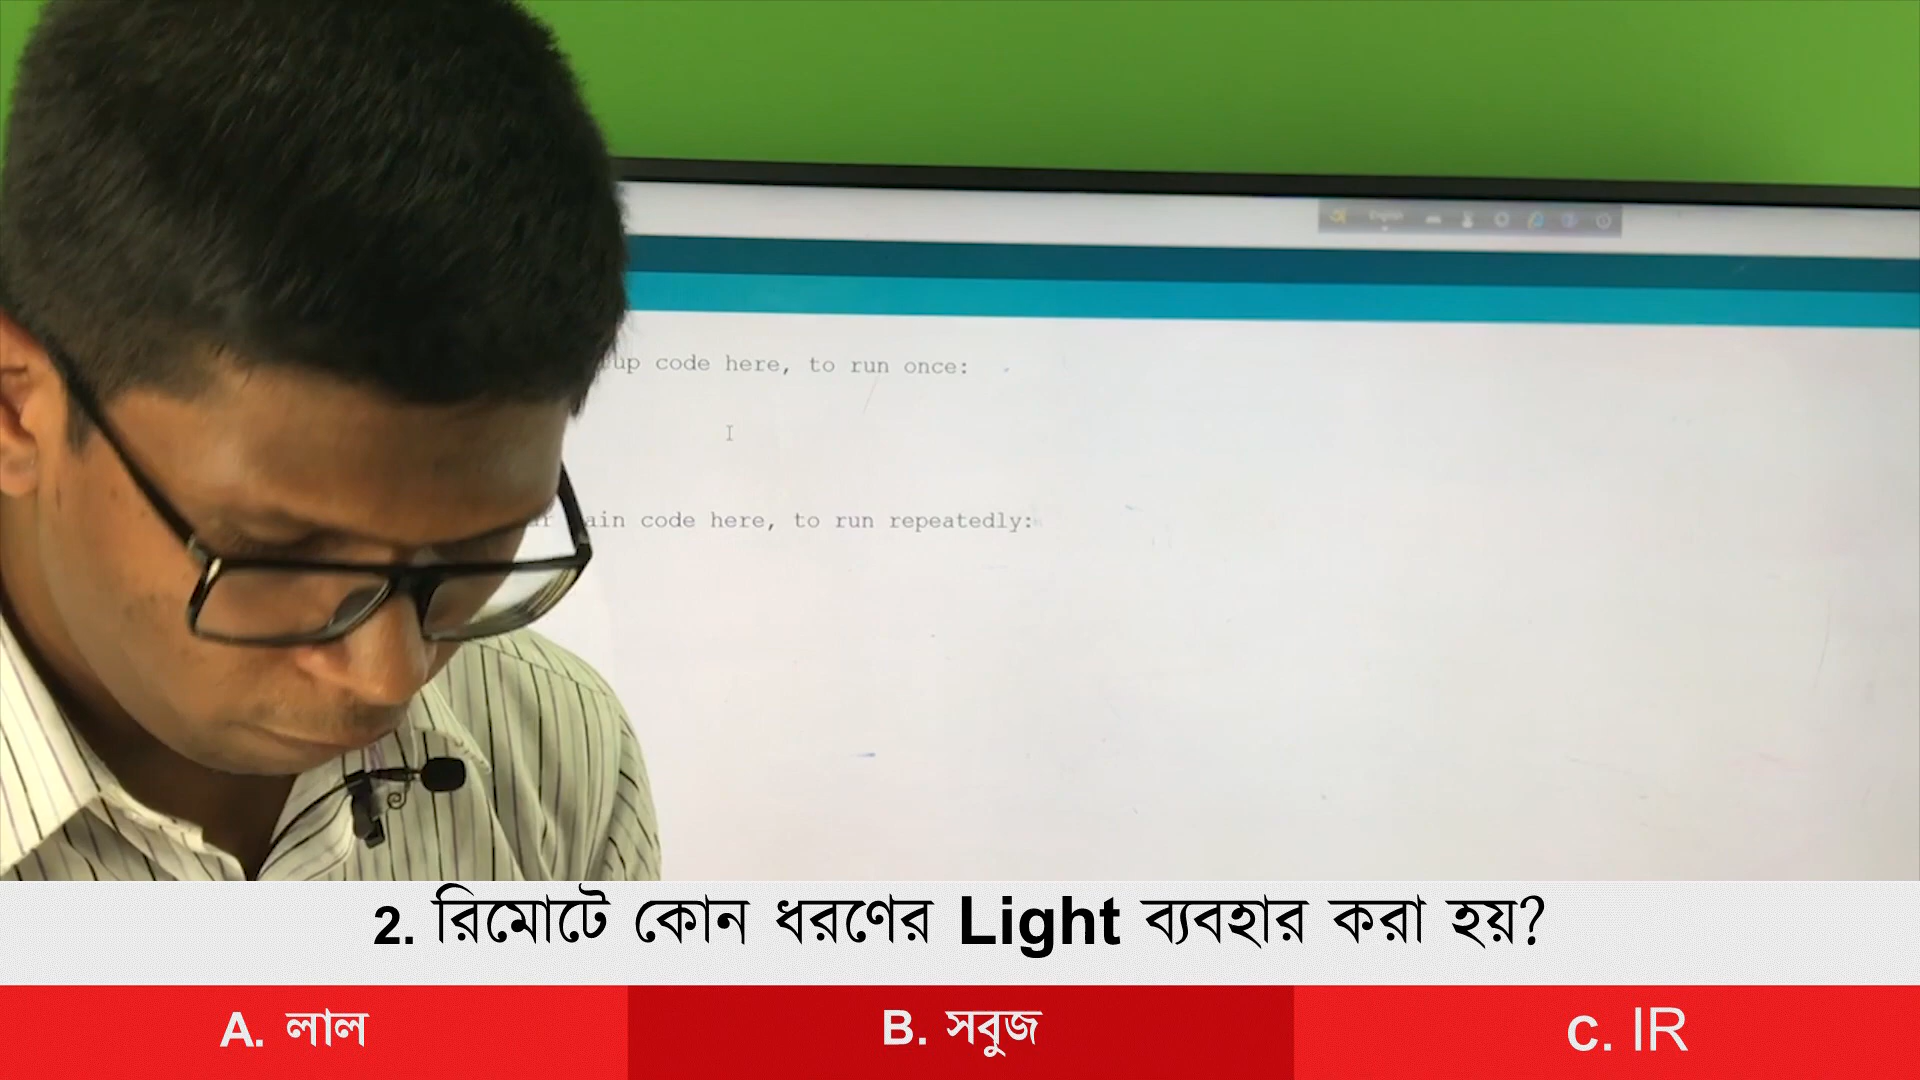 English
up code here, to run once:
ain code here, to run repeatedly:
2. রিমোটে কোন ধরণের Light ব্যবহার করা হয়?
A. লাল
B. সবুজ
C. IR